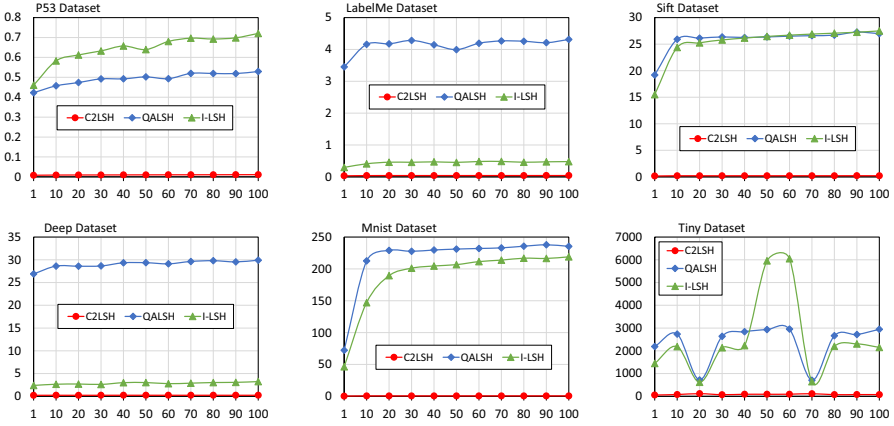 P53 Dataset
0.8
0.7
0.6
0.5
0.4
0.3
0.2
0.1
0
C2LSH QALSH I-LSH
1 10 20 30 40 50 60 70 80 90 100
LabelMe Dataset
5
4
3
2
1
0
C2LSH QALSH I-LSH
1 10 20 30 40 50 60 70 80 90 100
Sift Dataset
30
25
20
15
10
5
0
C2LSH QALSH I-LSH
1 10 20 30 40 50 60 70 80 90 100
Deep Dataset
35
30
25
20
15
10
5
0
C2LSH QALSH I-LSH
1 10 20 30 40 50 60 70 80 90 100
Mnist Dataset
250
200
150
100
50
0
C2LSH QALSH I-LSH
1 10 20 30 40 50 60 70 80 90 100
Tiny Dataset
7000
6000
5000
4000
3000
2000
1000
0
C2LSH
QALSH
I-LSH
1 10 20 30 40 50 60 70 80 90 100